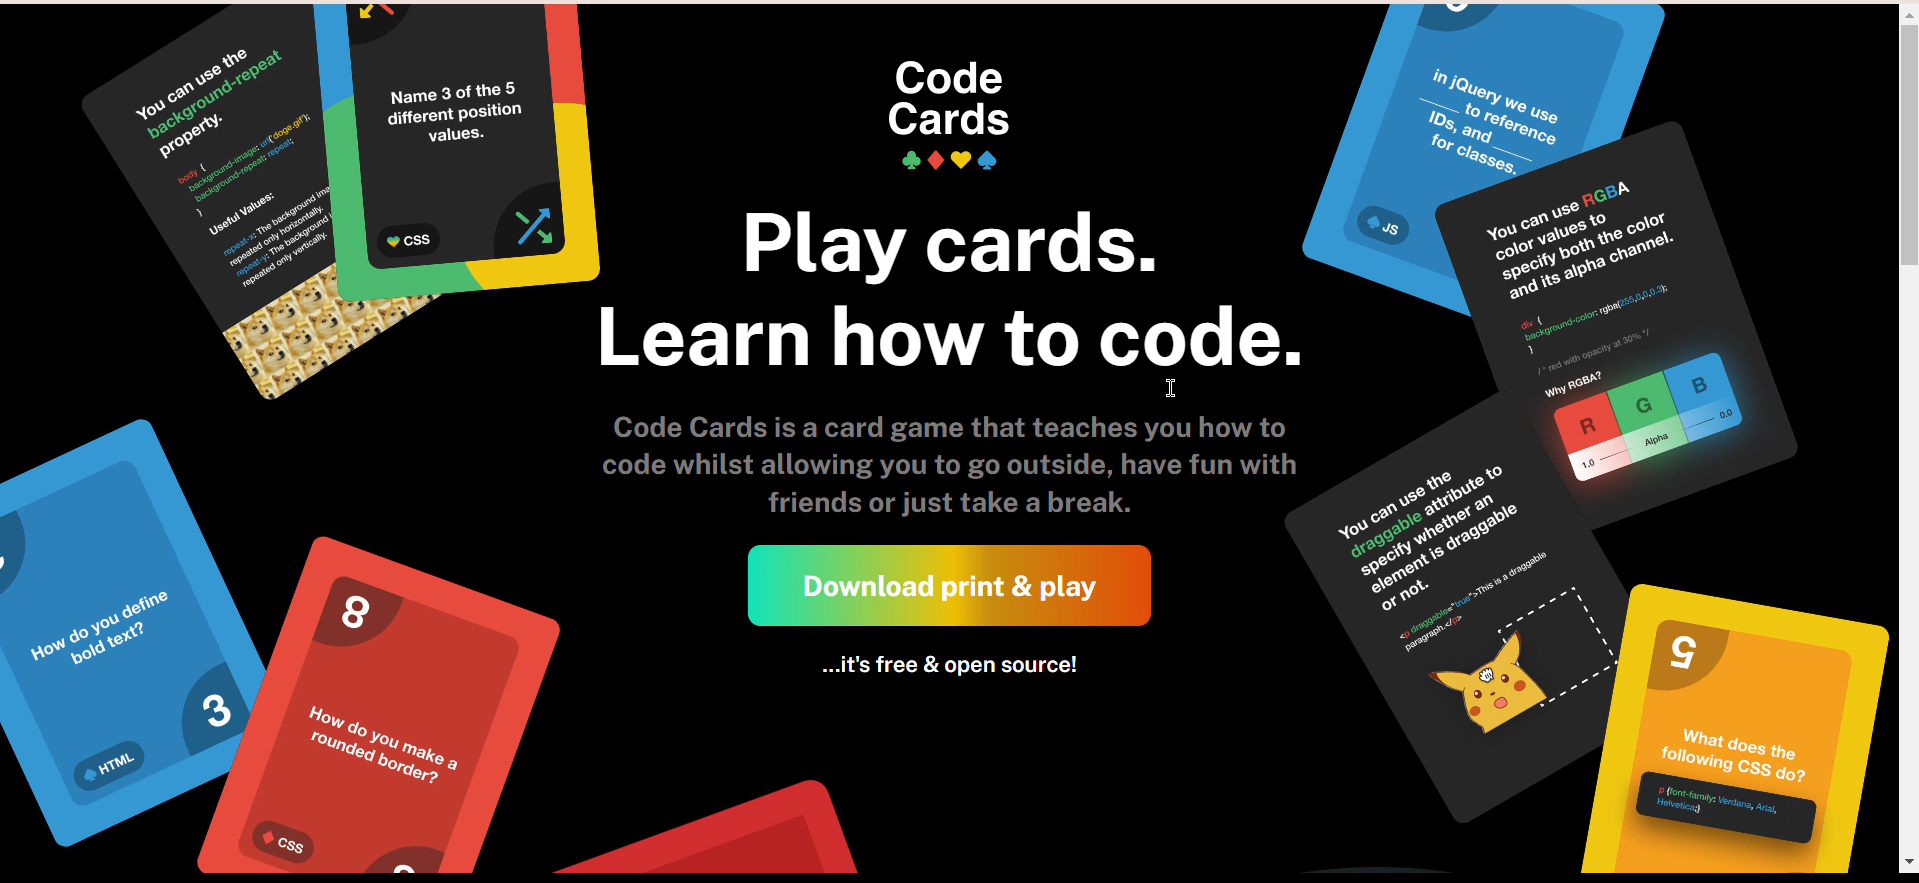 Code
Cards
Play cards.
Learn how to code.
Code Cards is a card game that teaches you how to
code whilst allowing you to go outside, have fun with
friends or just take a break.
Download print & play
...it's free & open source!
You can use the
background-repeat
property.
body {
background-image: url('doge.gif');
background-repeat: repeat;
}
Useful Values:
repeat-x: The background ima
repeated only horizontally.
repeat-y: The background i
repeated only vertically.
Name 3 of the 5
different position
values.
CSS
in jQuery we use
_____ to reference
IDs, and _____
for classes.
JS
You can use RGBA
color values to
specify both the color
and its alpha channel.
div {
background-color: rgba(255,0,0,0.3);
}
/* red with opacity at 30% */
Why RGBA?
R G B
1.0 Alpha 0.0
You can use the
draggable attribute to
specify whether an
element is draggable
or not.
<p draggable="true">This is a draggable
paragraph.</p>
How do you define
bold text?
3
HTML
8
How do you make a
rounded border?
CSS
5
What does the
following CSS do?
p {font-family: Verdana, Arial,
Helvetica;}